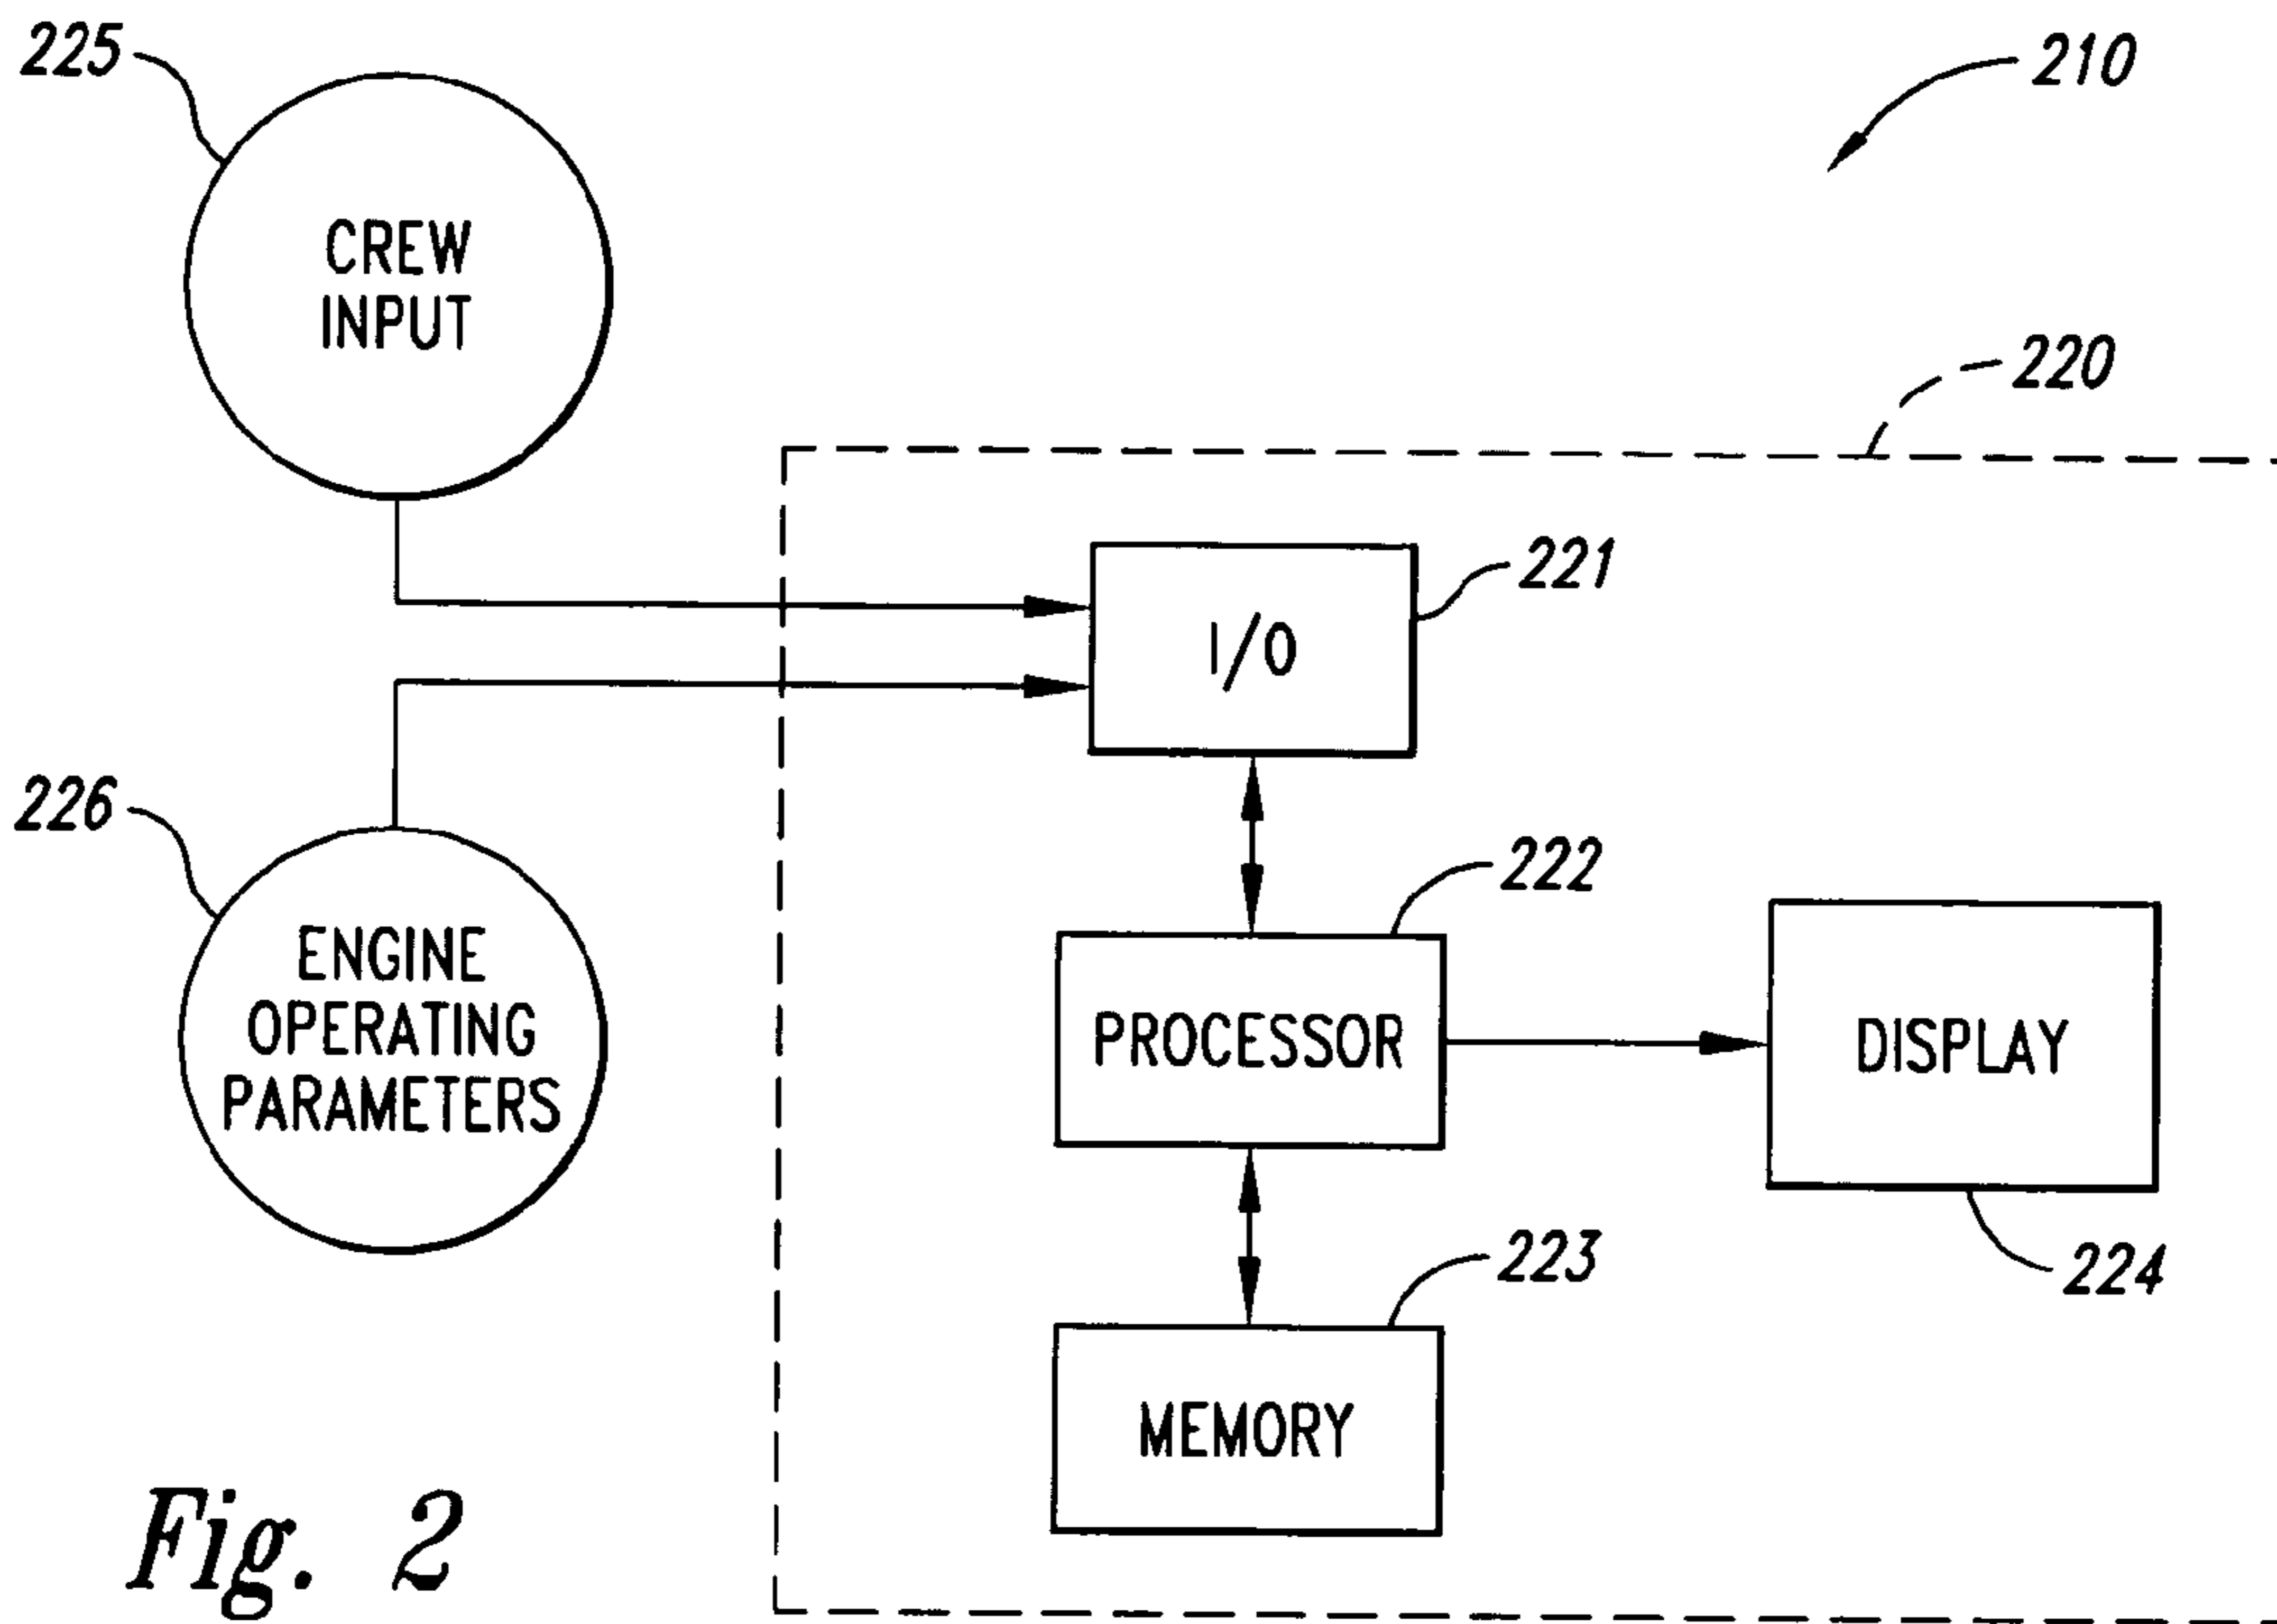 225
210
CREW
INPUT
220
221
I/O
226
222
ENGINE
OPERATING
PARAMETERS
PROCESSOR
DISPLAY
223
224
MEMORY
Fig. 2